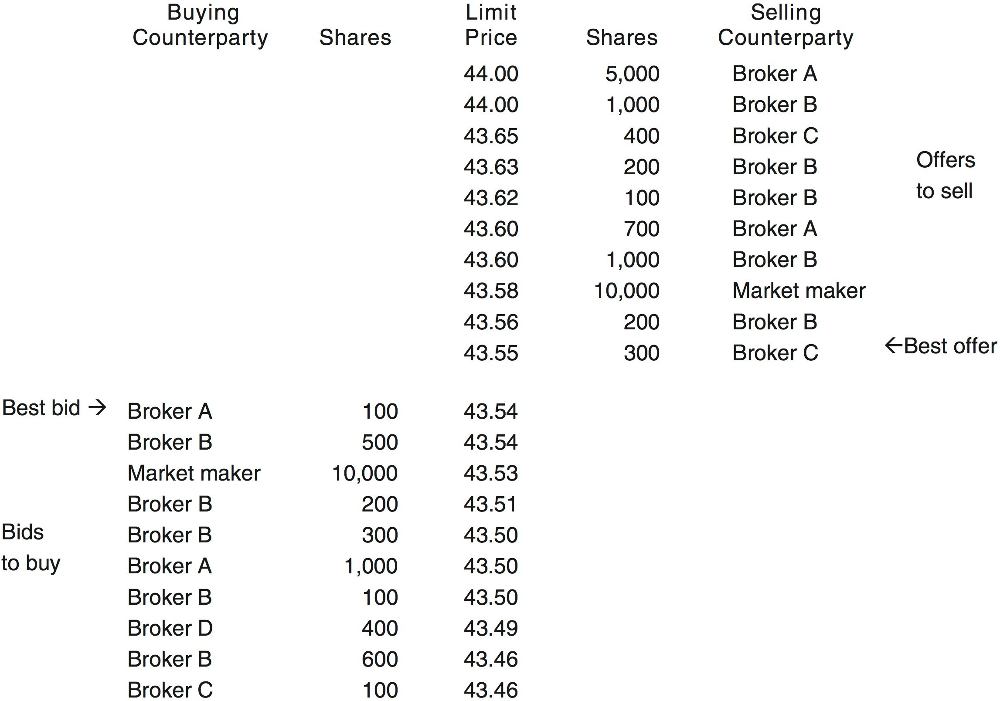 Buying Limit Selling
Counterparty Shares Price Shares Counterparty
44.00 5,000 Broker A
44.00 1,000 Broker B
43.65 400 Broker C
Offers
43.63 200 Broker B
to sell
43.62 100 Broker B
43.60 700 Broker A
43.60 1,000 Broker B
43.58 10,000 Market maker
43.56 200 Broker B
43.55 300 Broker C ←Best offer
Best bid → Broker A 100 43.54
Broker B 500 43.54
Market maker 10,000 43.53
Broker B 200 43.51
Bids Broker B 300 43.50
to buy Broker A 1,000 43.50
Broker B 100 43.50
Broker D 400 43.49
Broker B 600 43.46
Broker C 100 43.46